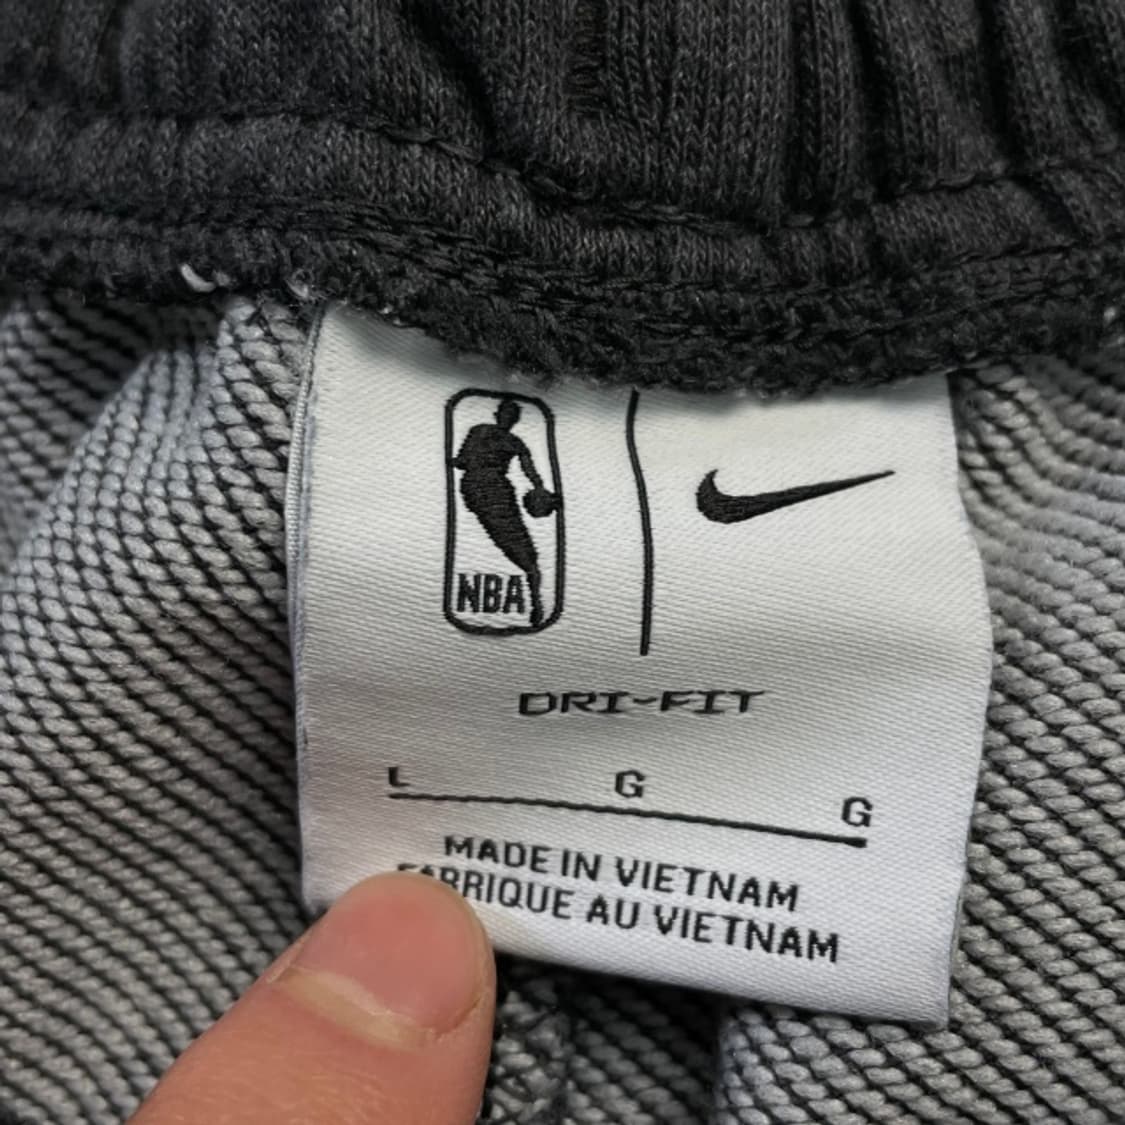 NBA
DRI-FIT
L G G
MADE IN VIETNAM
FABRIQUE AU VIETNAM